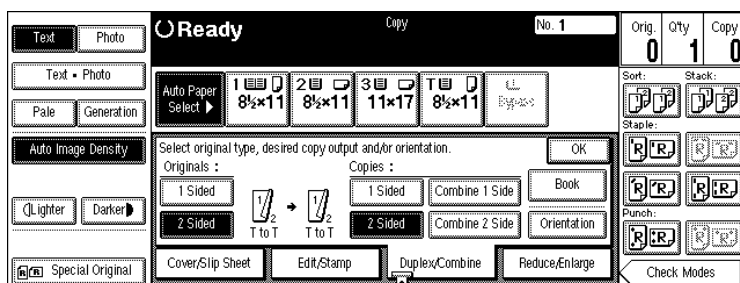 Text Photo
Text • Photo
Pale Generation
Auto Image Density
Lighter Darker
Special Original
Ready
Copy
No. 1
Auto Paper Select
1 8½×11
2 8½×11
3 11×17
T 8½×11
Bypass
Select original type, desired copy output and/or orientation.
OK
Originals :
Copies :
1 Sided
2 Sided
1 2
T to T
1 2
T to T
1 Sided
Combine 1 Side
Book
2 Sided
Combine 2 Side
Orientation
Cover/Slip Sheet
Edit/Stamp
Duplex/Combine
Reduce/Enlarge
Orig. Q'ty Copy
0 1 0
Sort: Stack:
Staple:
Punch:
Check Modes